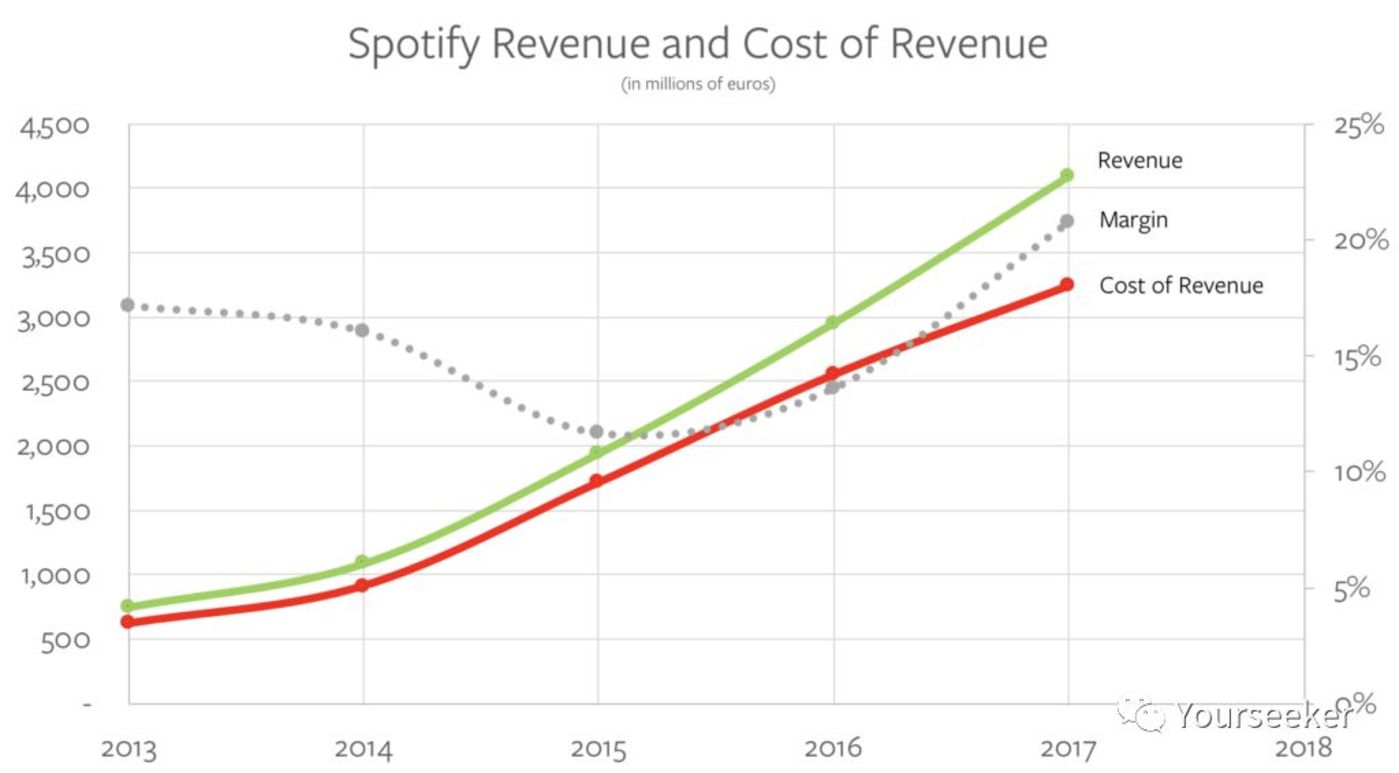 Spotify Revenue and Cost of Revenue
(in millions of euros)
4,500
4,000
3,500
3,000
2,500
2,000
1,500
1,000
500
-
25%
20%
15%
10%
5%
0%
Revenue
Margin
Cost of Revenue
Yourseeker
2013 2014 2015 2016 2017 2018